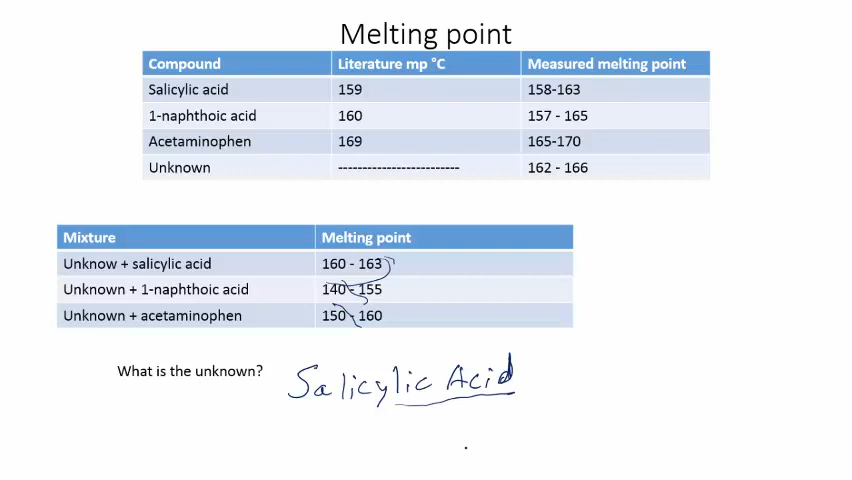 Melting point
Compound Literature mp °C Measured melting point
Salicylic acid 159 158-163
1-naphthoic acid 160 157 - 165
Acetaminophen 169 165-170
Unknown ------------------------- 162 - 166
Mixture Melting point
Unknow + salicylic acid 160 - 163
Unknown + 1-naphthoic acid 140 - 155
Unknown + acetaminophen 150 - 160
What is the unknown? Salicylic Acid